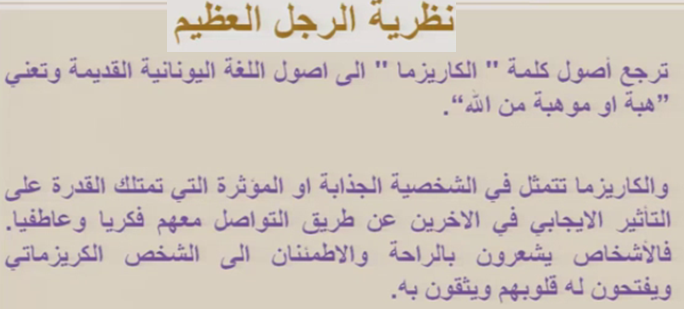 نظرية الرجل العظيم
ترجع أصول كلمة " الكاريزما " الى اصول اللغة اليونانية القديمة وتعني
”هبة او موهبة من الله“.
والكاريزما تتمثل في الشخصية الجذابة او المؤثرة التي تمتلك القدرة على
التأثير الايجابي في الاخرين عن طريق التواصل معهم فكريا وعاطفيا.
فالأشخاص يشعرون بالراحة والاطمئنان الى الشخص الكريزماتي
ويفتحون له قلوبهم ويثقون به.